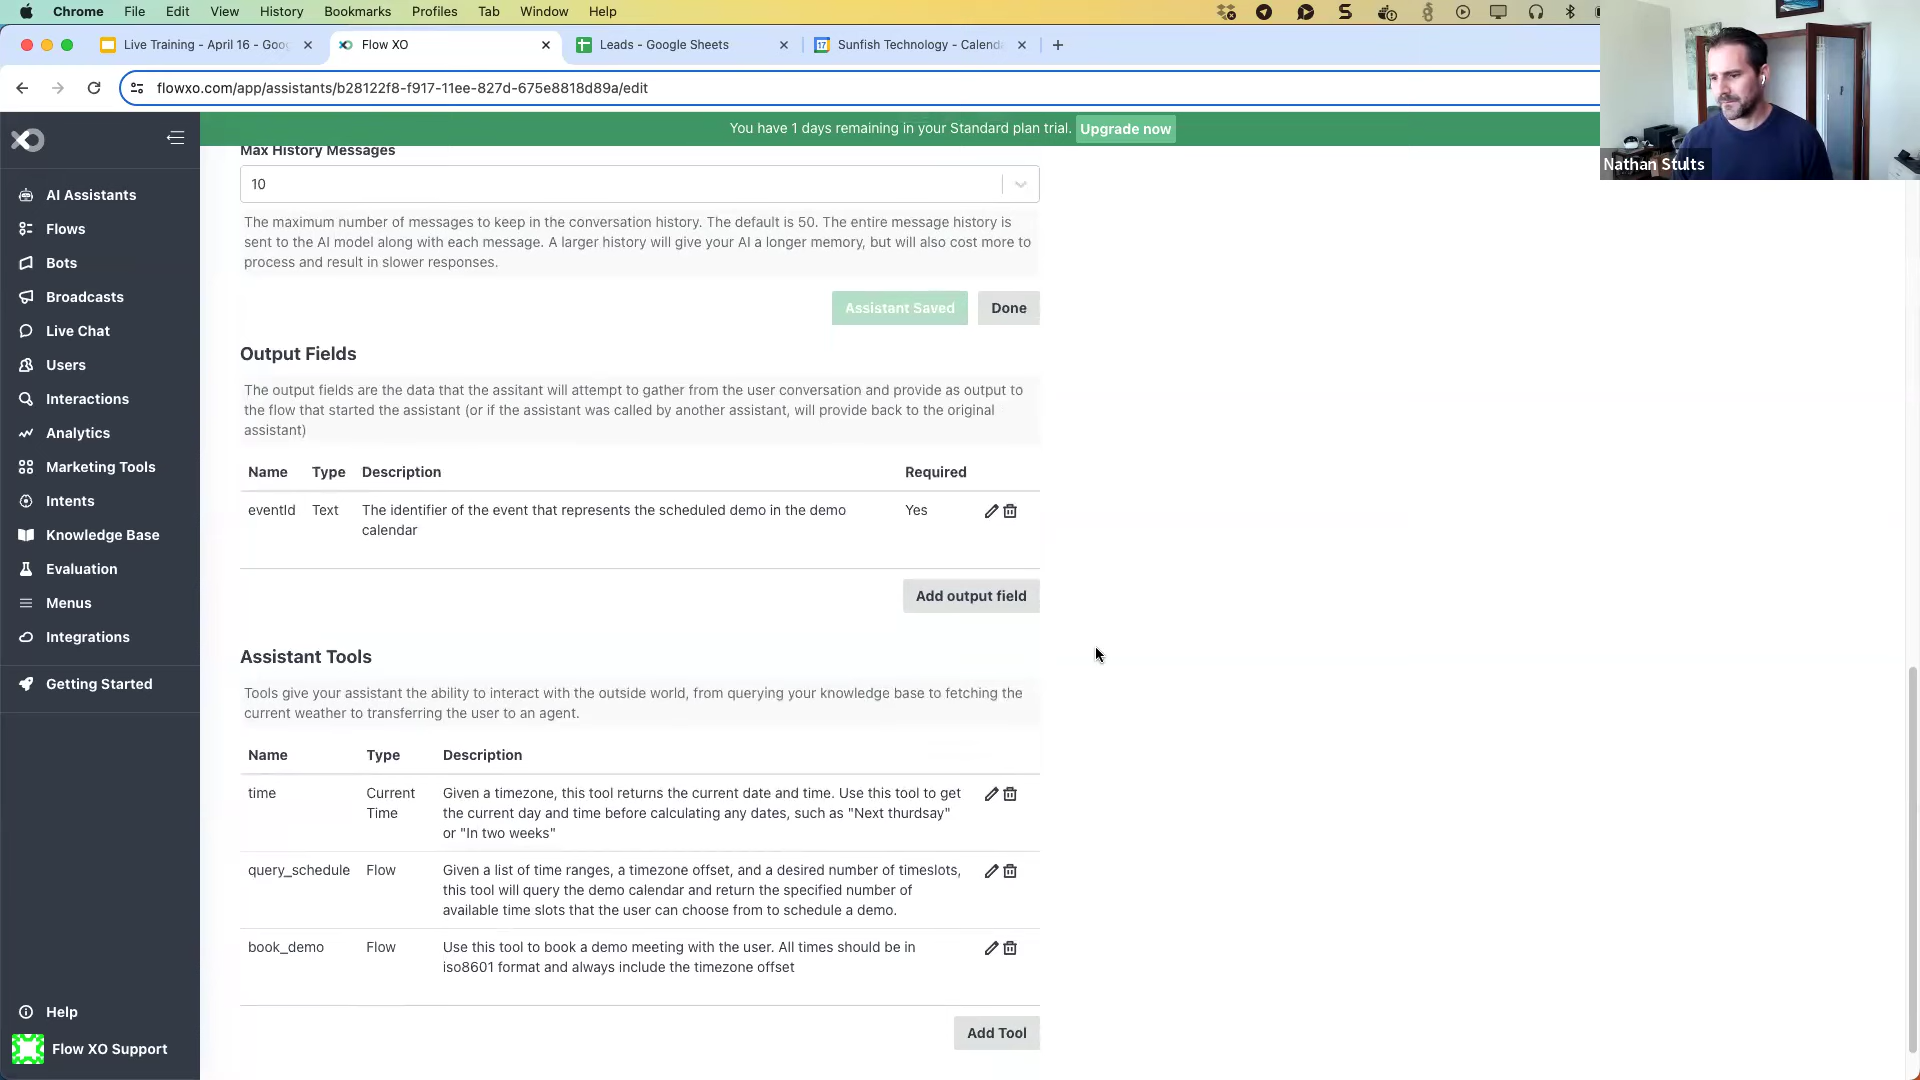 Chrome File Edit View History Bookmarks Profiles Tab Window Help
Live Training - April 16 - Goo
Flow XO
Leads - Google Sheets
Sunfish Technology - Calend
flowxo.com/app/assistants/b28122f8-f917-11ee-827d-675e8818d89a/edit
You have 1 days remaining in your Standard plan trial. Upgrade now
Nathan Stults
AI Assistants
Flows
Bots
Broadcasts
Live Chat
Users
Interactions
Analytics
Marketing Tools
Intents
Knowledge Base
Evaluation
Menus
Integrations
Getting Started
Help
Flow XO Support
Max History Messages
10
The maximum number of messages to keep in the conversation history. The default is 50. The entire message history is
sent to the AI model along with each message. A larger history will give your AI a longer memory, but will also cost more to
process and result in slower responses.
Assistant Saved Done
Output Fields
The output fields are the data that the assitant will attempt to gather from the user conversation and provide as output to
the flow that started the assistant (or if the assistant was called by another assistant, will provide back to the original
assistant)
Name Type Description Required
eventId Text The identifier of the event that represents the scheduled demo in the demo Yes
calendar
Add output field
Assistant Tools
Tools give your assistant the ability to interact with the outside world, from querying your knowledge base to fetching the
current weather to transferring the user to an agent.
Name Type Description
time Current Given a timezone, this tool returns the current date and time. Use this tool to get
Time the current day and time before calculating any dates, such as "Next thurdsay"
or "In two weeks"
query_schedule Flow Given a list of time ranges, a timezone offset, and a desired number of timeslots,
this tool will query the demo calendar and return the specified number of
available time slots that the user can choose from to schedule a demo.
book_demo Flow Use this tool to book a demo meeting with the user. All times should be in
iso8601 format and always include the timezone offset
Add Tool